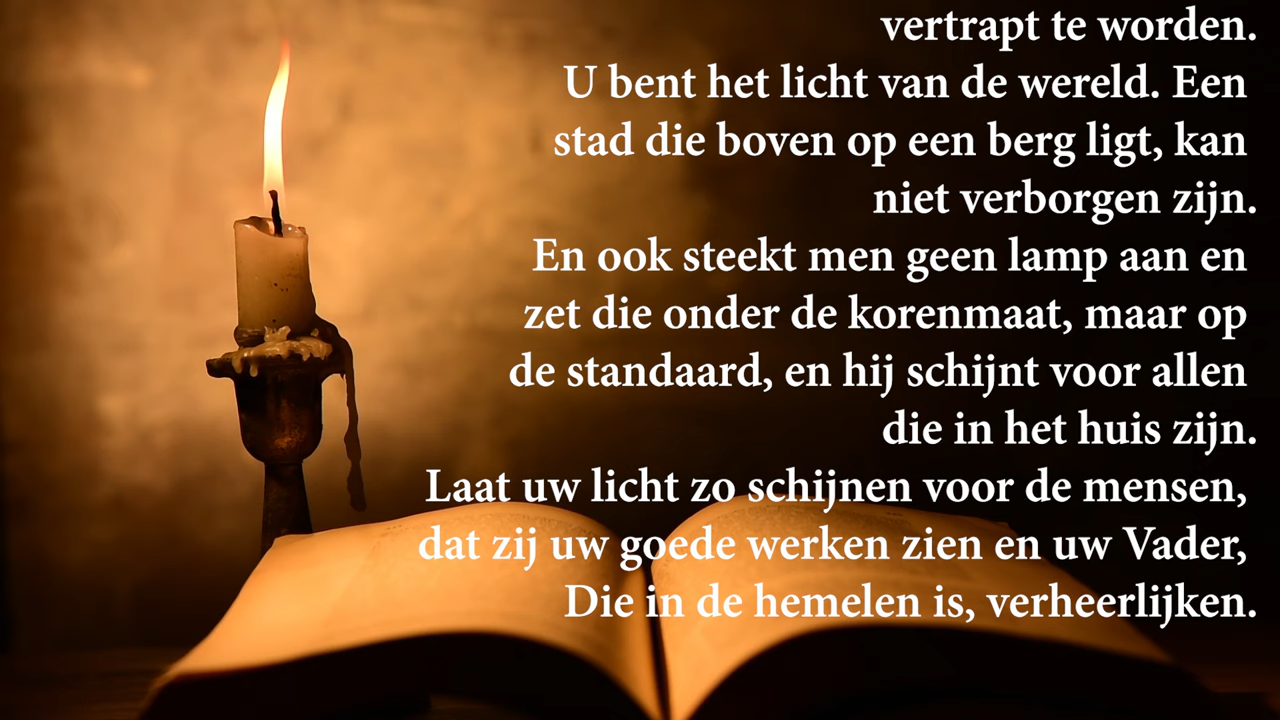 vertrapt te worden.
U bent het licht van de wereld. Een
stad die boven op een berg ligt, kan
niet verborgen zijn.
En ook steekt men geen lamp aan en
zet die onder de korenmaat, maar op
de standaard, en hij schijnt voor allen
die in het huis zijn.
Laat uw licht zo schijnen voor de mensen,
dat zij uw goede werken zien en uw Vader,
Die in de hemelen is, verheerlijken.